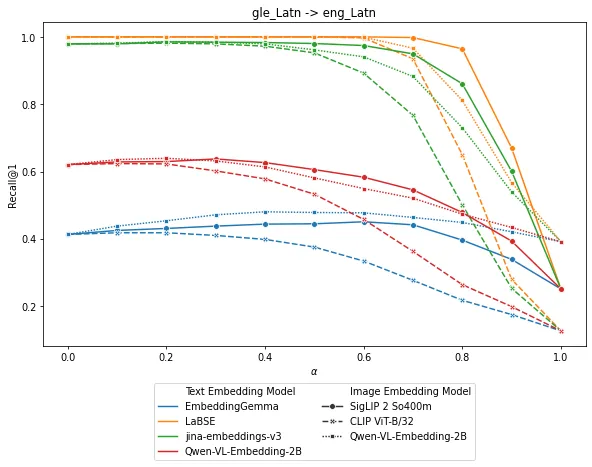 gle_Latn -> eng_Latn
Recall@1
1.0
0.8
0.6
0.4
0.2
0.0 0.2 0.4 0.6 0.8 1.0
α
Text Embedding Model Image Embedding Model
EmbeddingGemma SigLIP 2 So400m
LaBSE CLIP ViT-B/32
jina-embeddings-v3 Qwen-VL-Embedding-2B
Qwen-VL-Embedding-2B